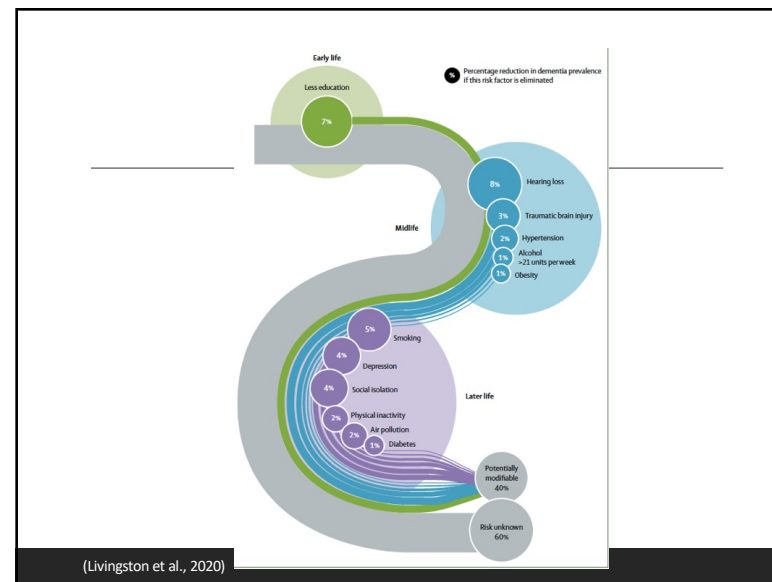 Early life
% Percentage reduction in dementia prevalence
if this risk factor is eliminated
Less education
7%
8% Hearing loss
3% Traumatic brain injury
Midlife
2% Hypertension
1% Alcohol
>21 units per week
1% Obesity
5% Smoking
4% Depression
4% Social isolation
Later life
2% Physical inactivity
2% Air pollution
1% Diabetes
Potentially
modifiable
40%
Risk unknown
60%
(Livingston et al., 2020)